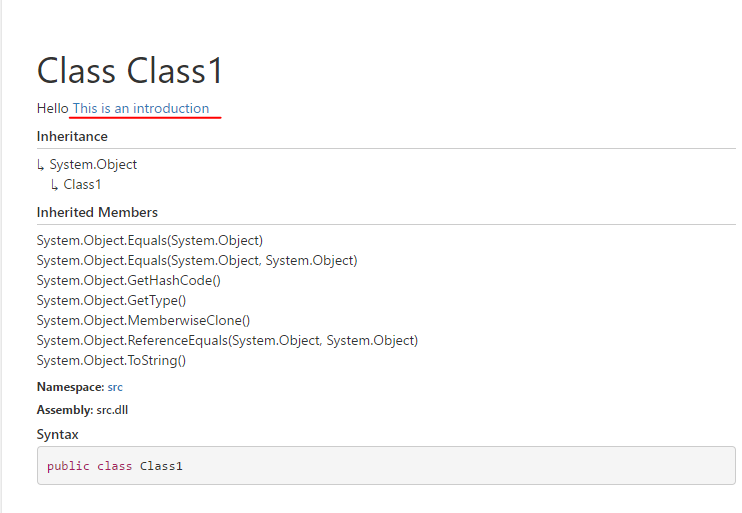 Class Class1
Hello This is an introduction
Inheritance
↳ System.Object
↳ Class1
Inherited Members
System.Object.Equals(System.Object)
System.Object.Equals(System.Object, System.Object)
System.Object.GetHashCode()
System.Object.GetType()
System.Object.MemberwiseClone()
System.Object.ReferenceEquals(System.Object, System.Object)
System.Object.ToString()
Namespace: src
Assembly: src.dll
Syntax
public class Class1